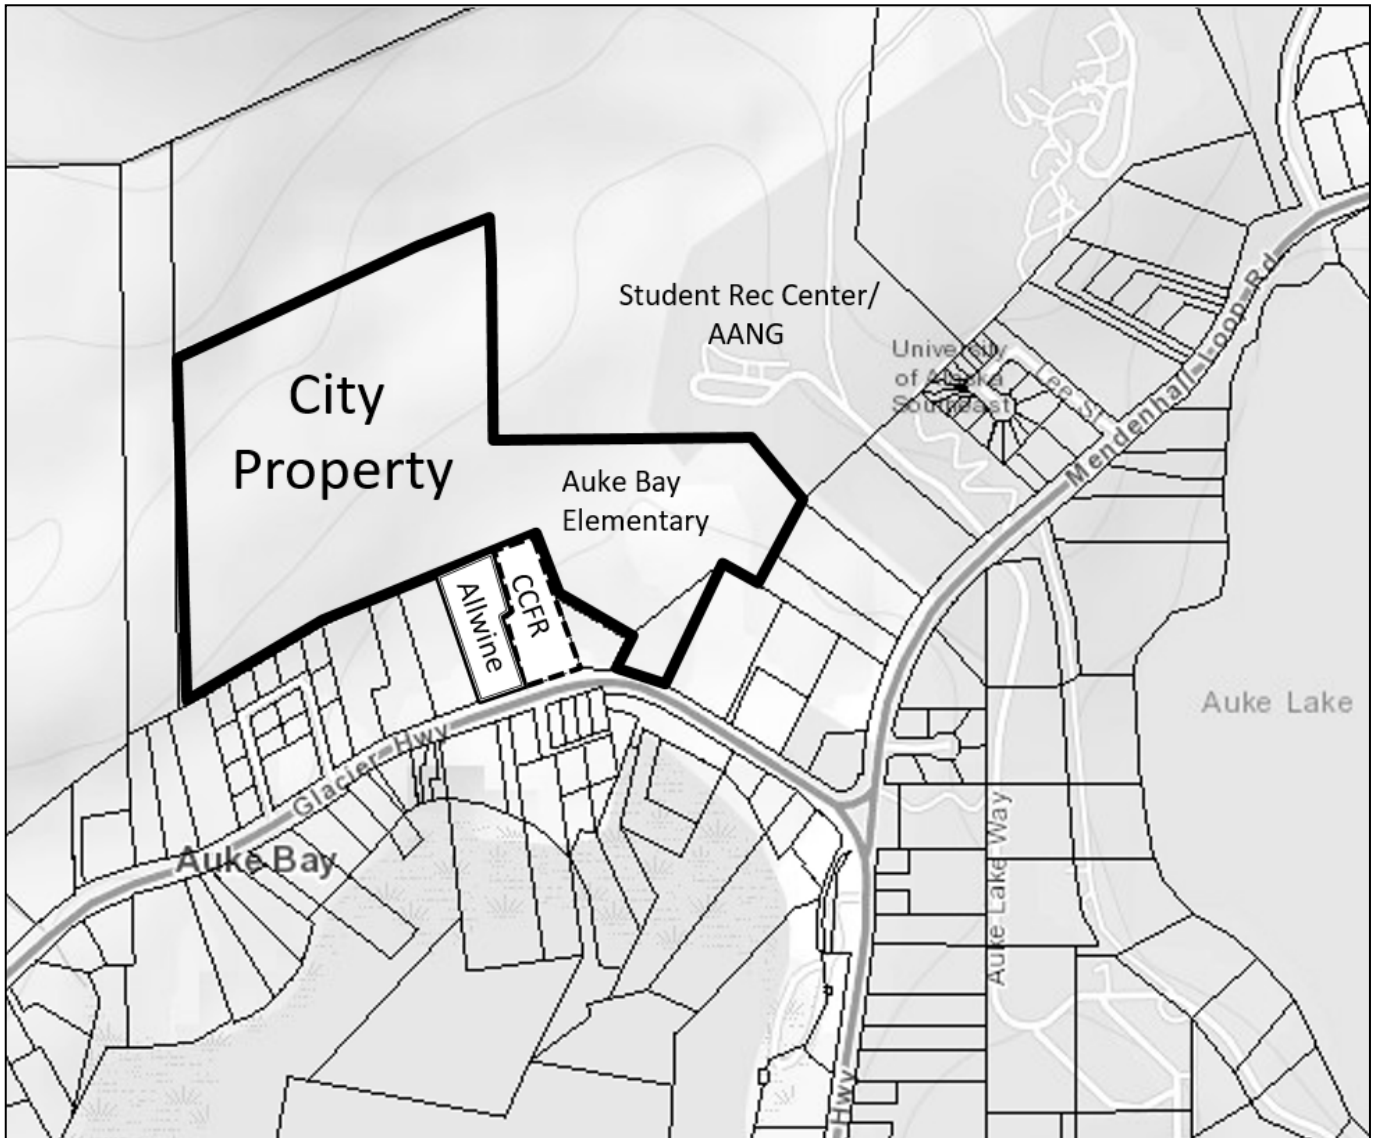 Student Rec Center/
AANG
City
Property
University
of Alaska
Southeast
Lee St
Mendenhall-Loop-Rd
Auke Bay
Elementary
Allwine
CCFR
Auke Lake
Glacier-Hwy
Auke Bay
Auke Lake Way
Hwy